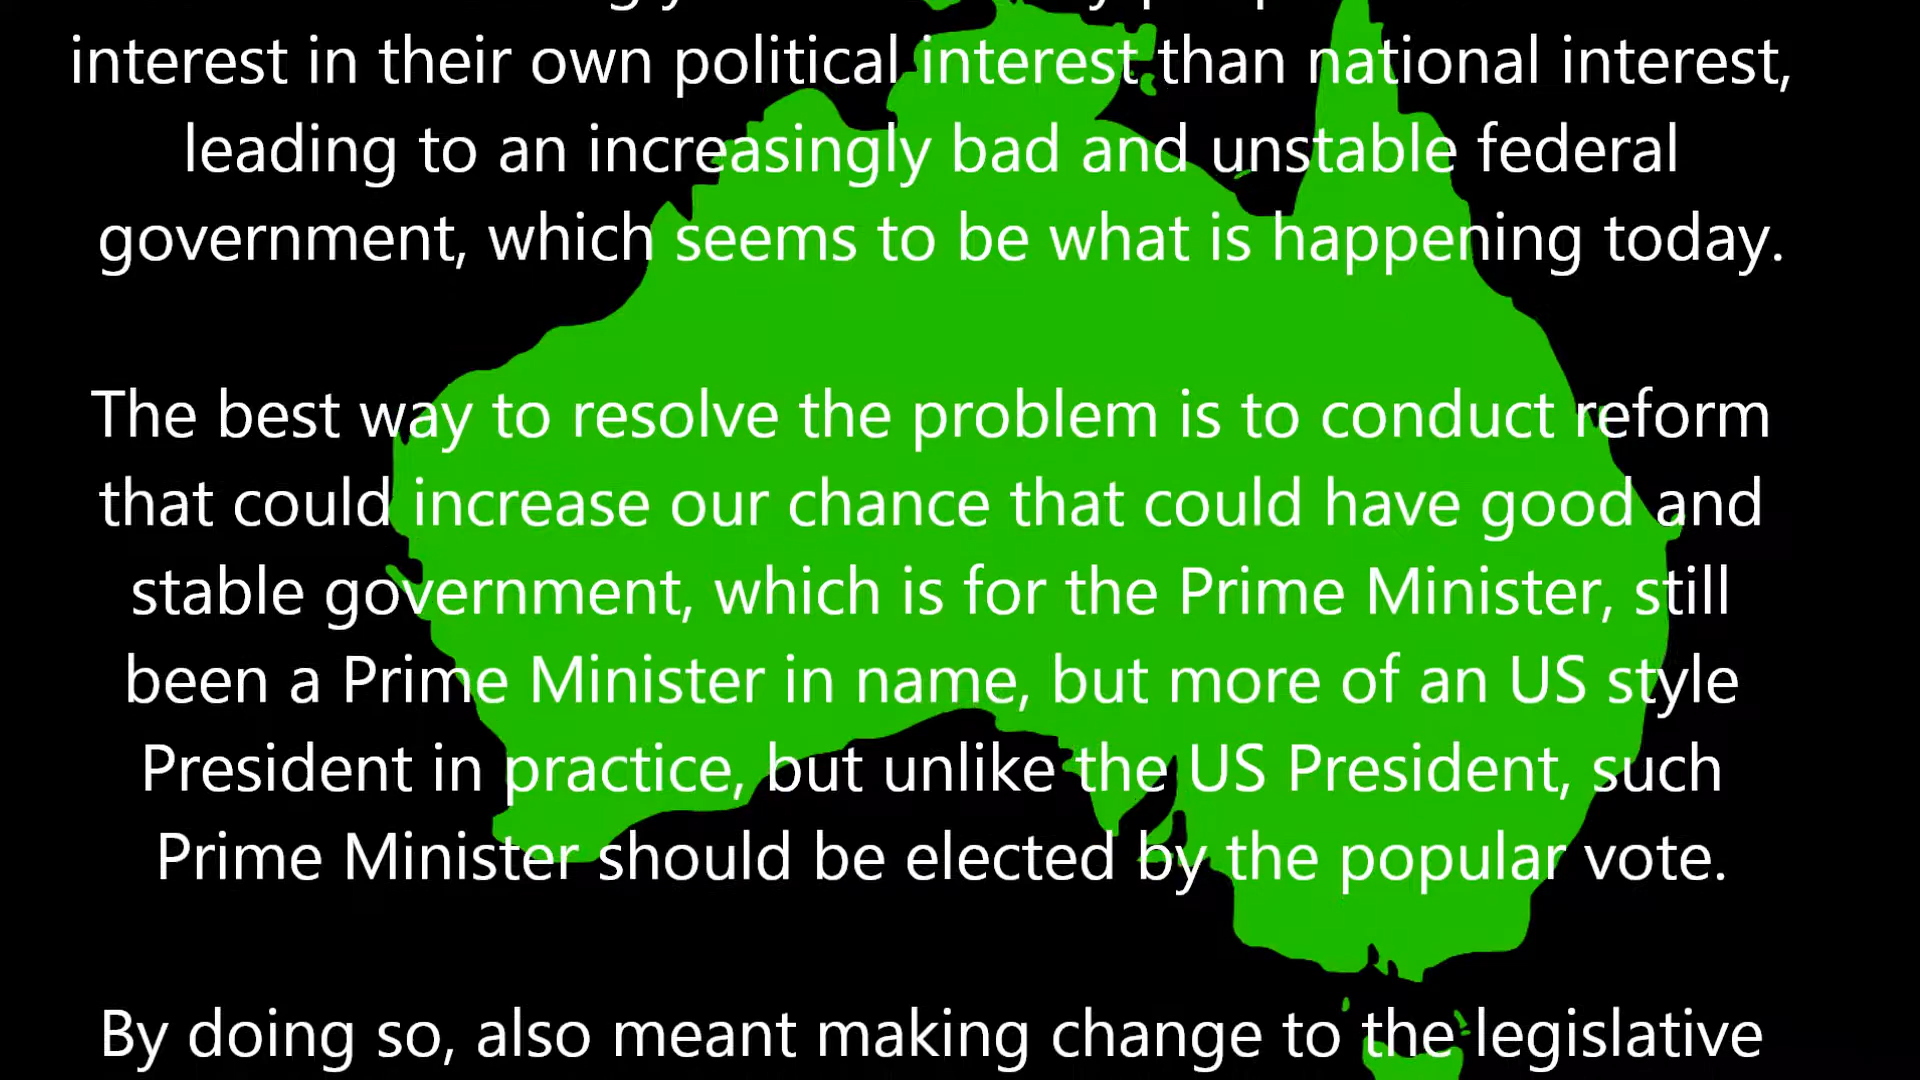 interest in their own political interest than national interest,
leading to an increasingly bad and unstable federal
government, which seems to be what is happening today.
The best way to resolve the problem is to conduct reform
that could increase our chance that could have good and
stable government, which is for the Prime Minister, still
been a Prime Minister in name, but more of an US style
President in practice, but unlike the US President, such
Prime Minister should be elected by the popular vote.
By doing so, also meant making change to the legislative